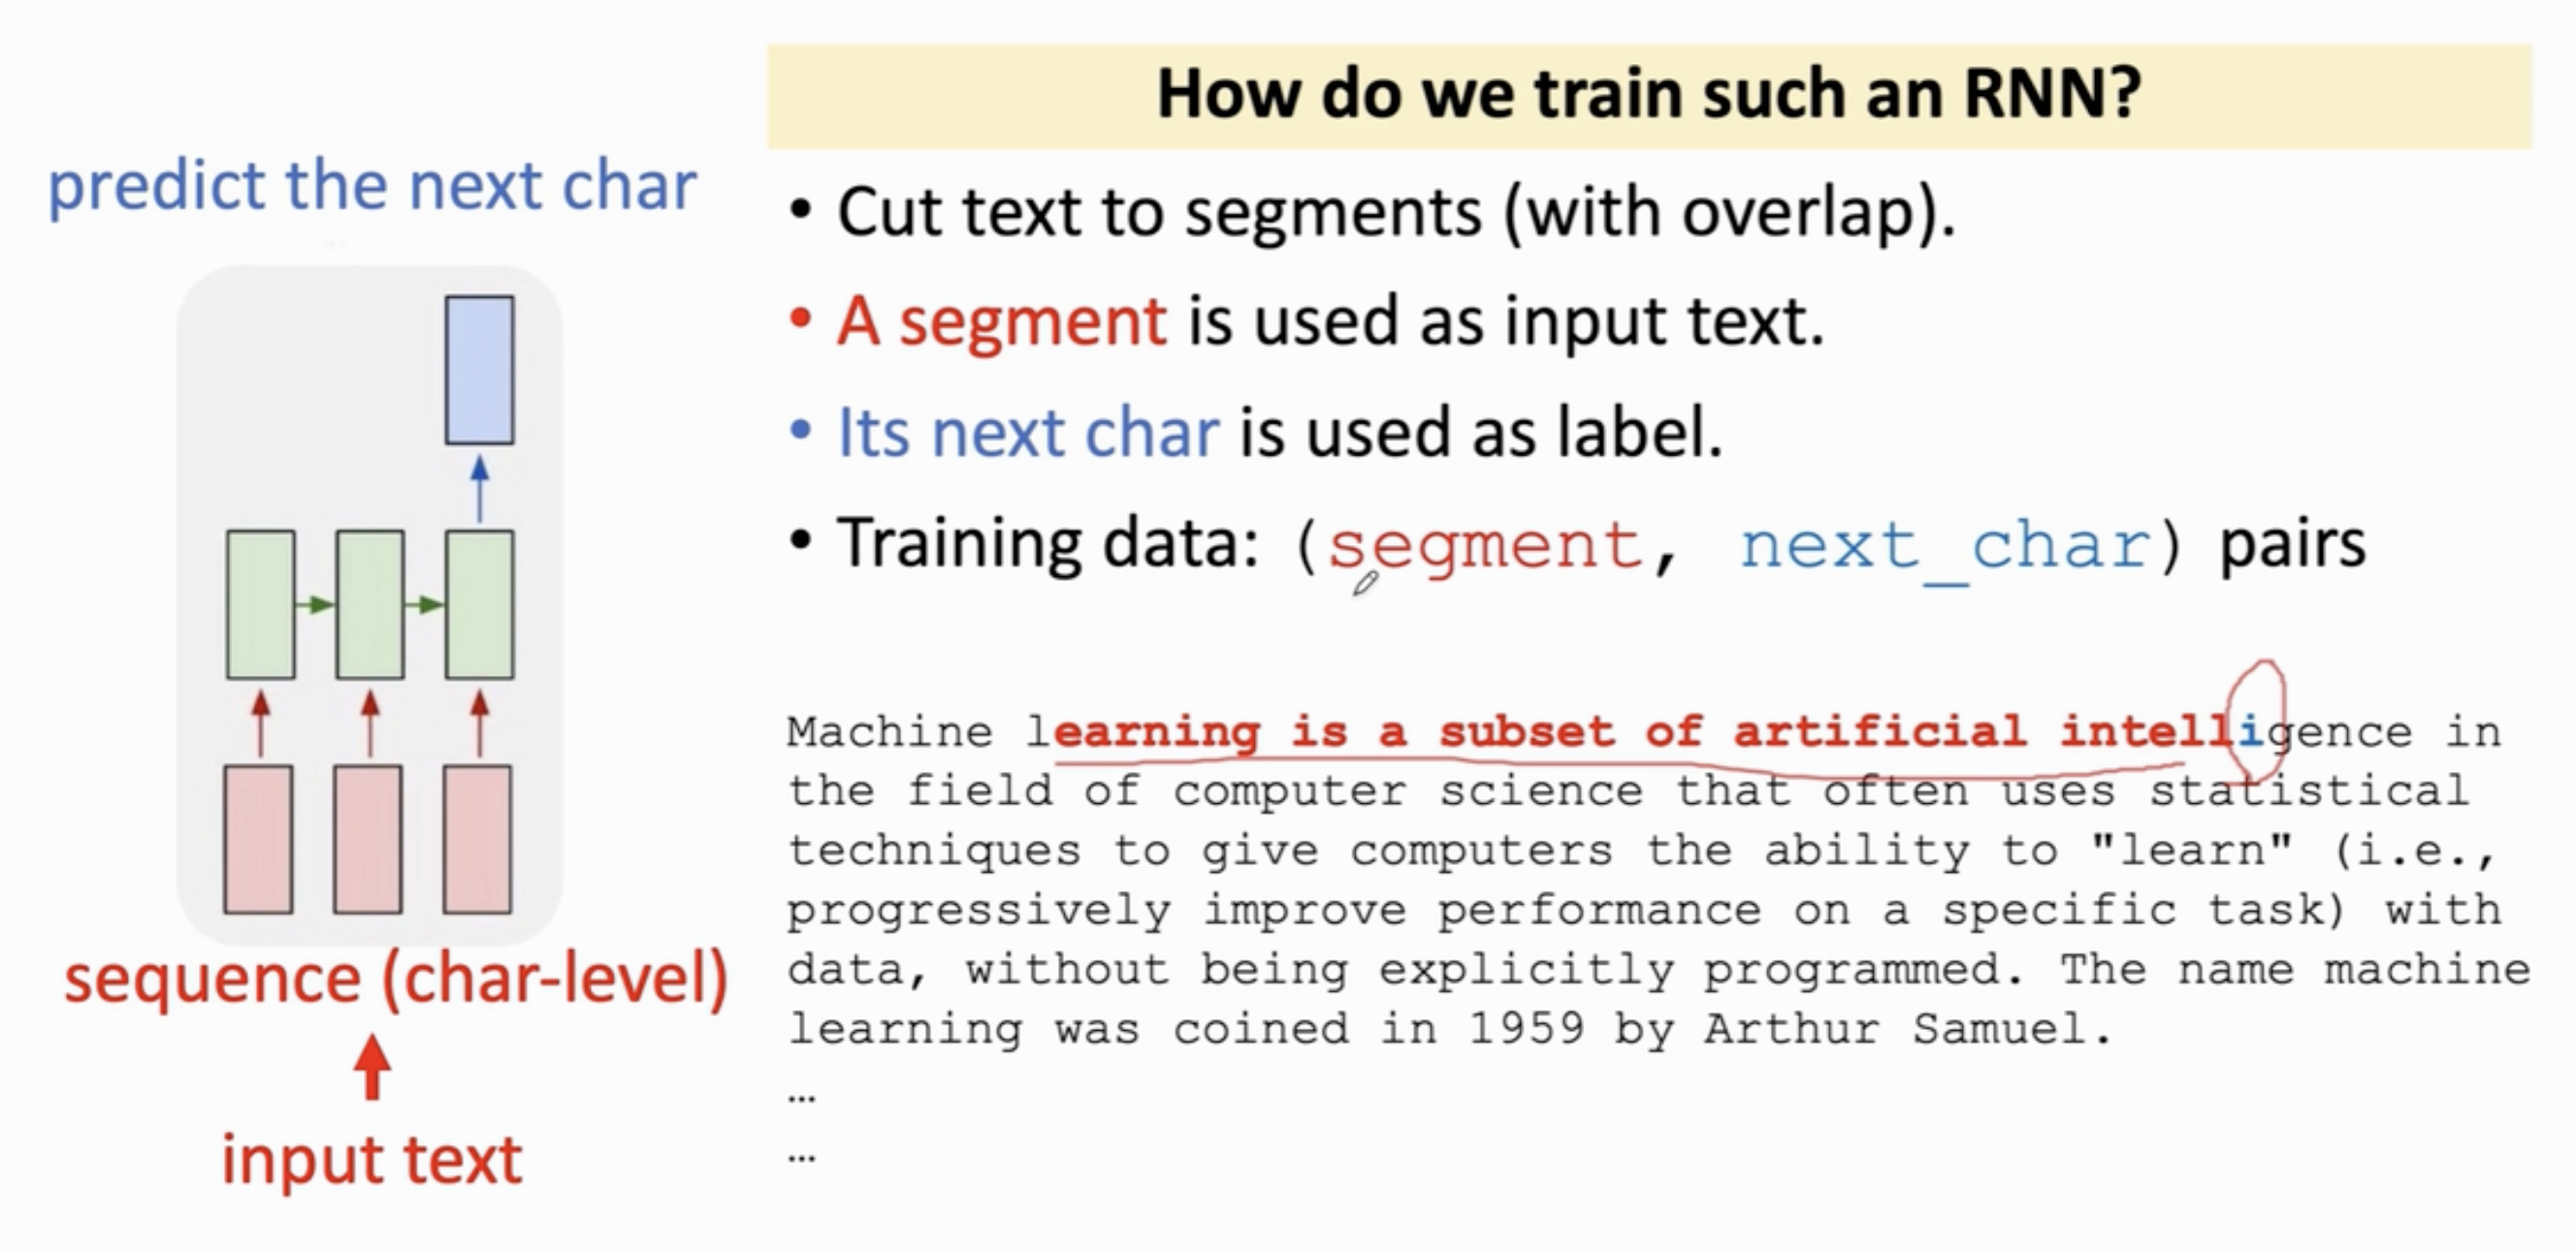 How do we train such an RNN?
predict the next char
• Cut text to segments (with overlap).
• A segment is used as input text.
• Its next char is used as label.
• Training data: (segment, next_char) pairs
Machine learning is a subset of artificial intelligence in
the field of computer science that often uses statistical
techniques to give computers the ability to "learn" (i.e.,
progressively improve performance on a specific task) with
data, without being explicitly programmed. The name machine
learning was coined in 1959 by Arthur Samuel.
…
…
sequence (char-level)
input text